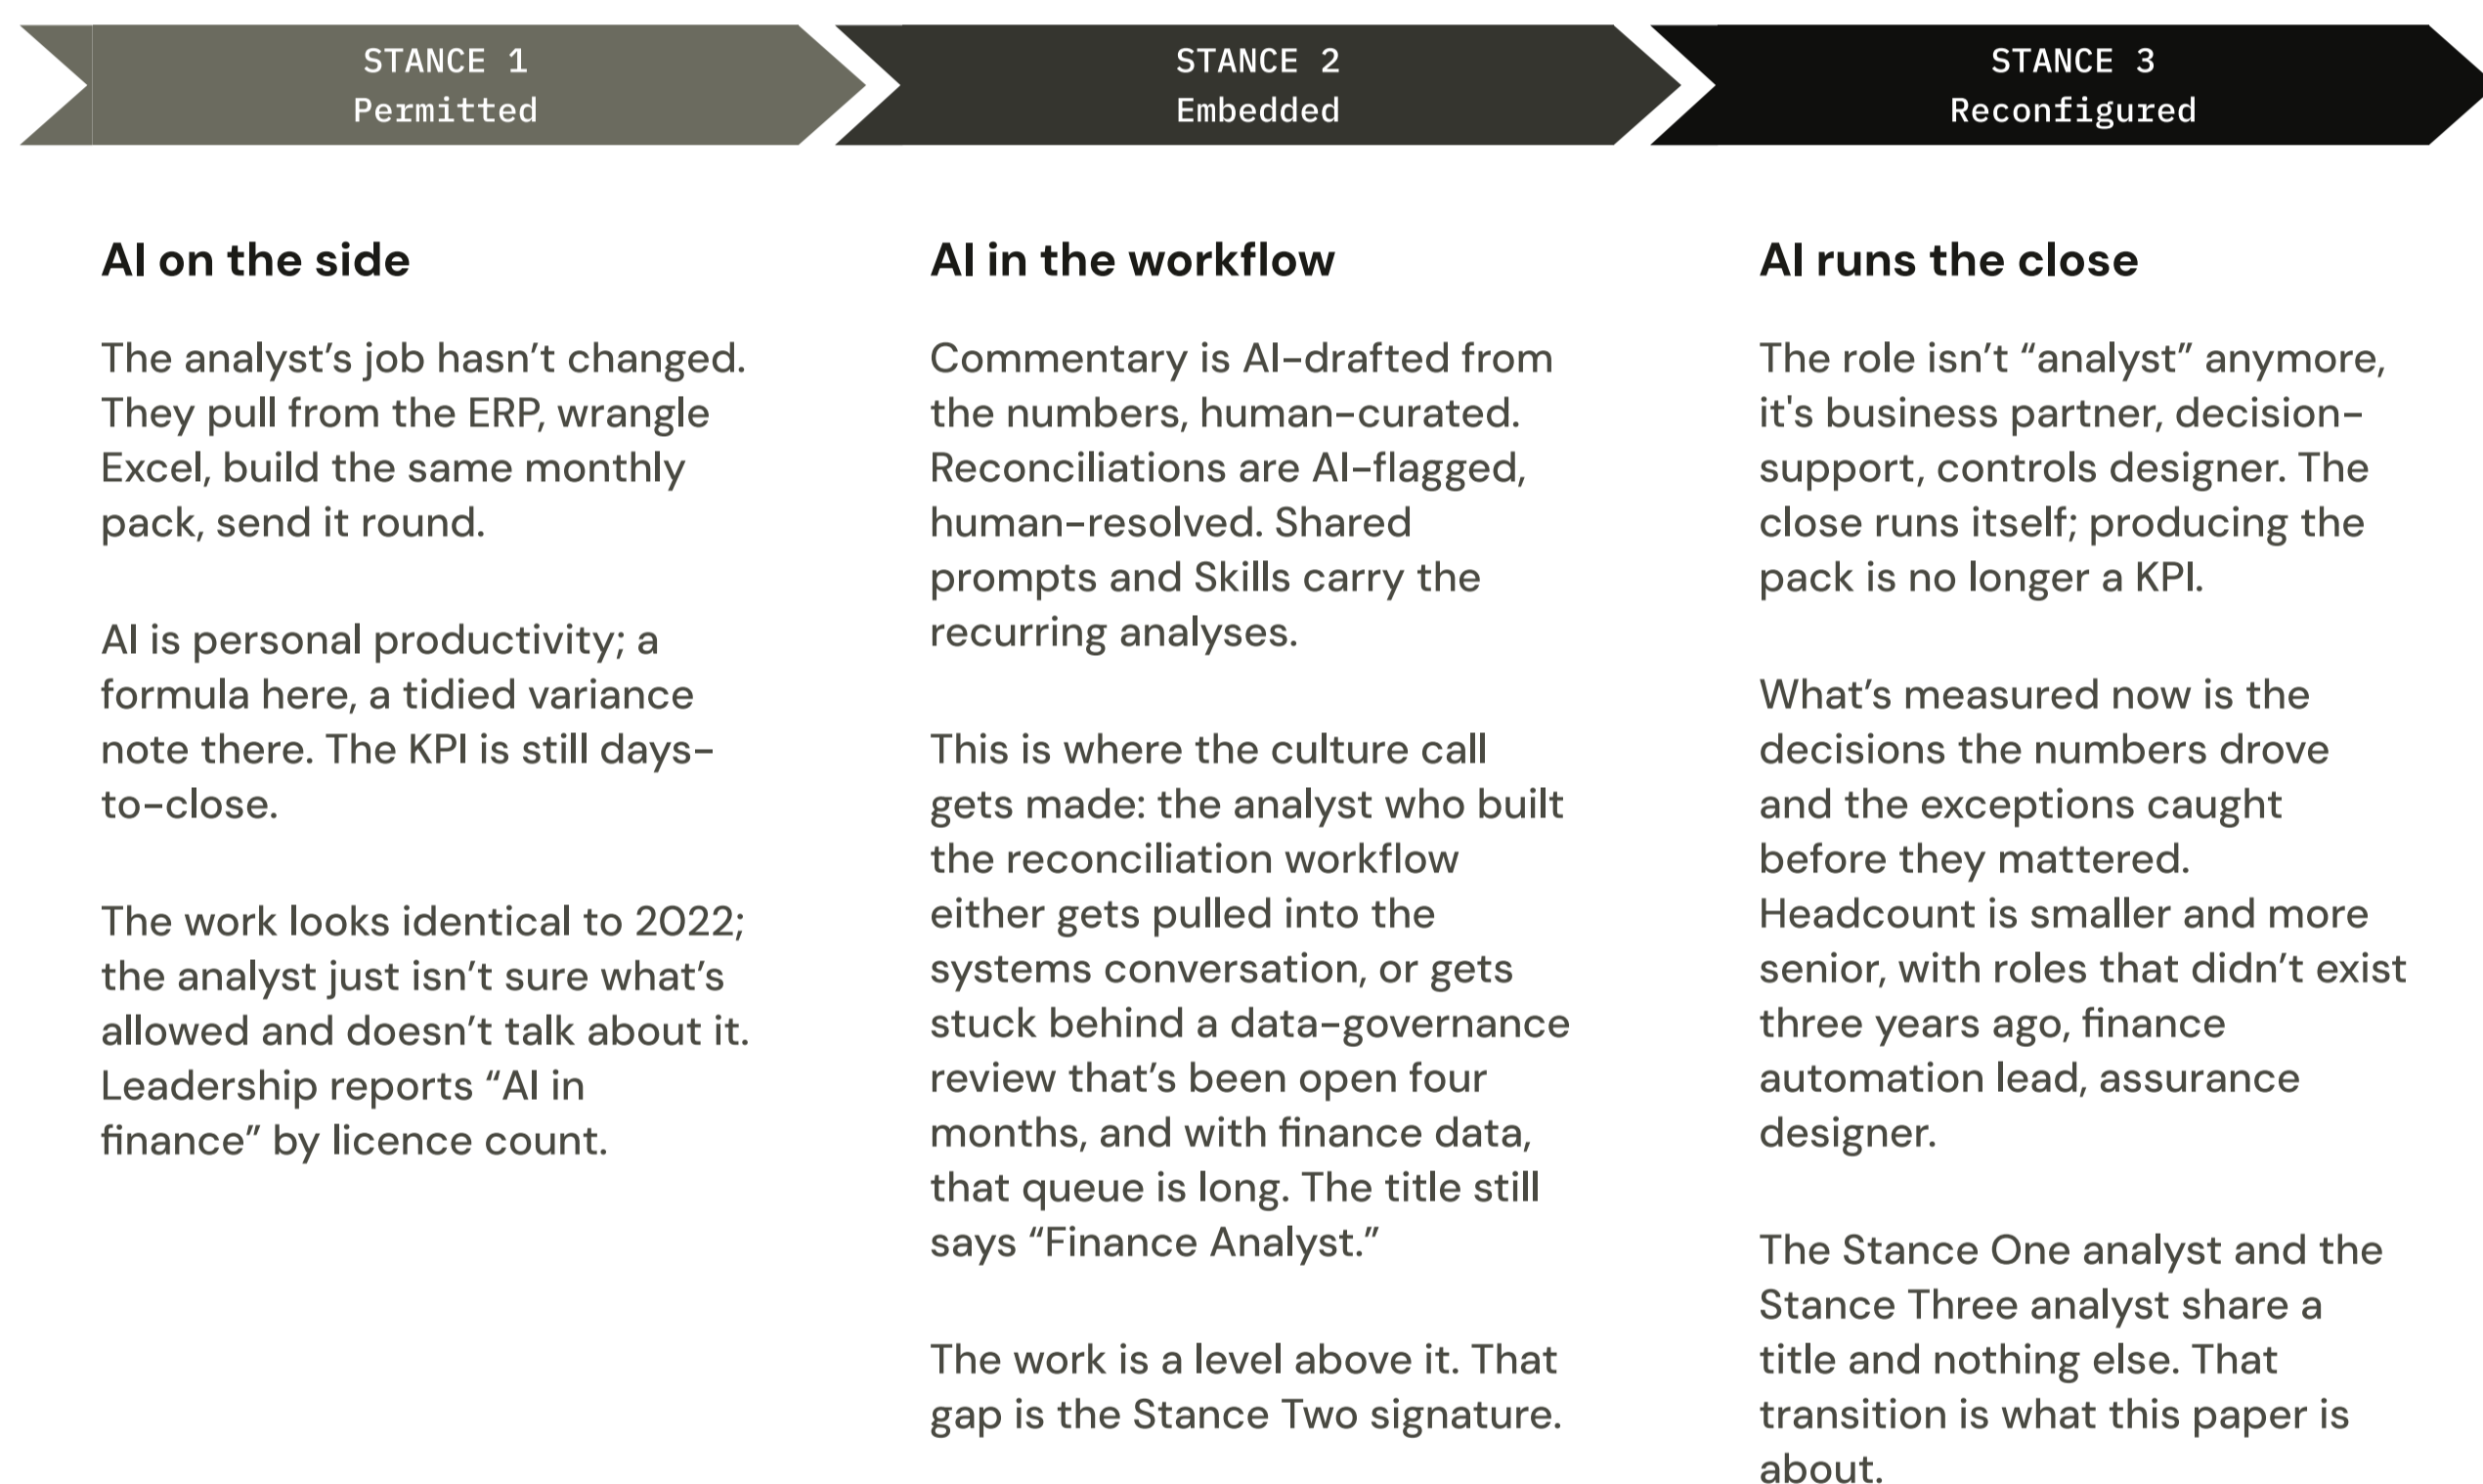 STANCE 1
Permitted
STANCE 2
Embedded
STANCE 3
Reconfigured
AI on the side
The analyst’s job hasn’t changed.
They pull from the ERP, wrangle
Excel, build the same monthly
pack, send it round.
AI is personal productivity; a
formula here, a tidied variance
note there. The KPI is still days-
to-close.
The work looks identical to 2022;
the analyst just isn’t sure what’s
allowed and doesn’t talk about it.
Leadership reports “AI in
finance” by licence count.
AI in the workflow
Commentary is AI-drafted from
the numbers, human-curated.
Reconciliations are AI-flagged,
human-resolved. Shared
prompts and Skills carry the
recurring analyses.
This is where the culture call
gets made: the analyst who built
the reconciliation workflow
either gets pulled into the
systems conversation, or gets
stuck behind a data-governance
review that’s been open four
months, and with finance data,
that queue is long. The title still
says “Finance Analyst.”
The work is a level above it. That
gap is the Stance Two signature.
AI runs the close
The role isn’t “analyst” anymore,
it's business partner, decision-
support, controls designer. The
close runs itself; producing the
pack is no longer a KPI.
What’s measured now is the
decisions the numbers drove
and the exceptions caught
before they mattered.
Headcount is smaller and more
senior, with roles that didn’t exist
three years ago, finance
automation lead, assurance
designer.
The Stance One analyst and the
Stance Three analyst share a
title and nothing else. That
transition is what this paper is
about.